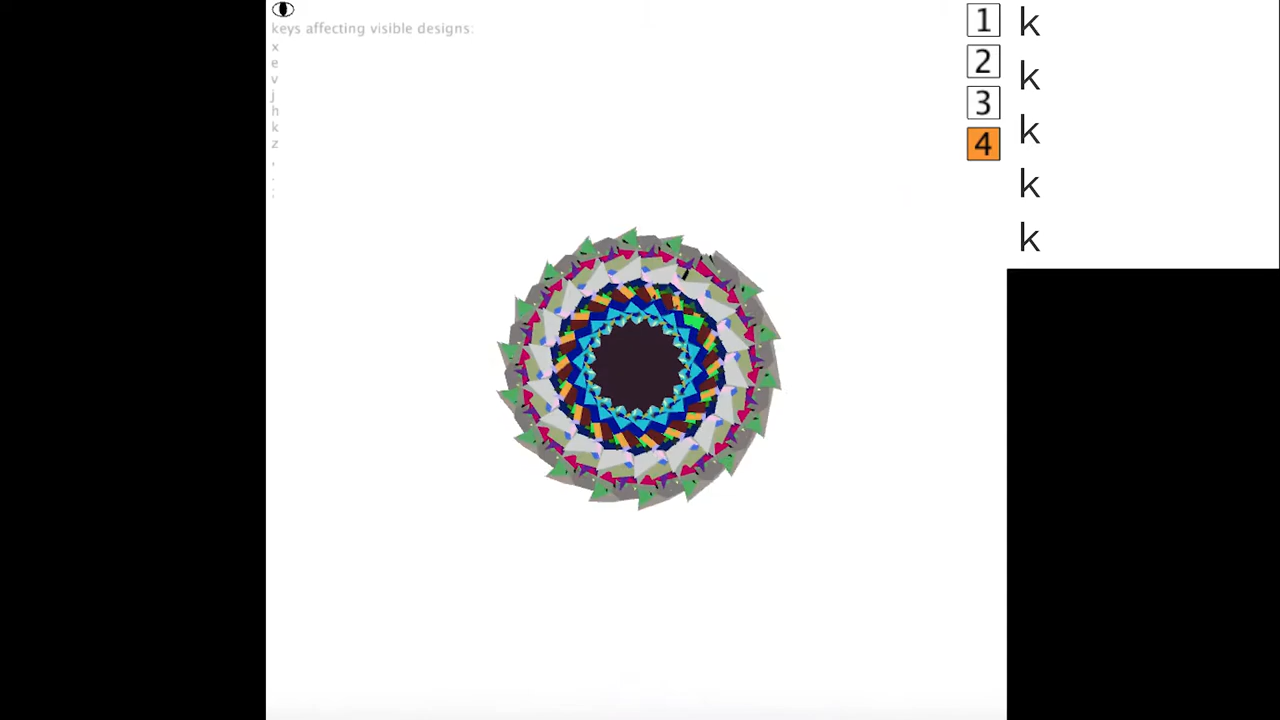 keys affecting visible designs:
x
e
v
j
h
k
z
,
.
;
1
2
3
4
k
k
k
k
k